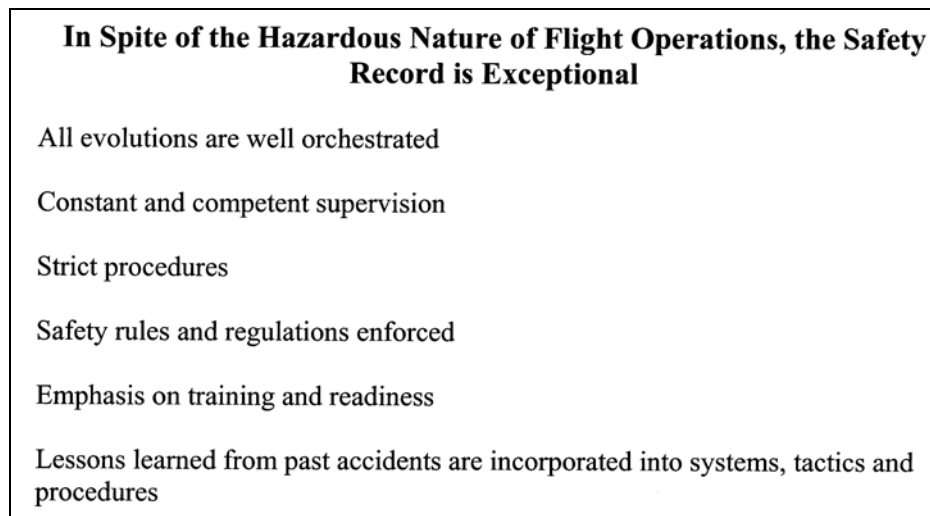 In Spite of the Hazardous Nature of Flight Operations, the Safety
Record is Exceptional
All evolutions are well orchestrated
Constant and competent supervision
Strict procedures
Safety rules and regulations enforced
Emphasis on training and readiness
Lessons learned from past accidents are incorporated into systems, tactics and
procedures